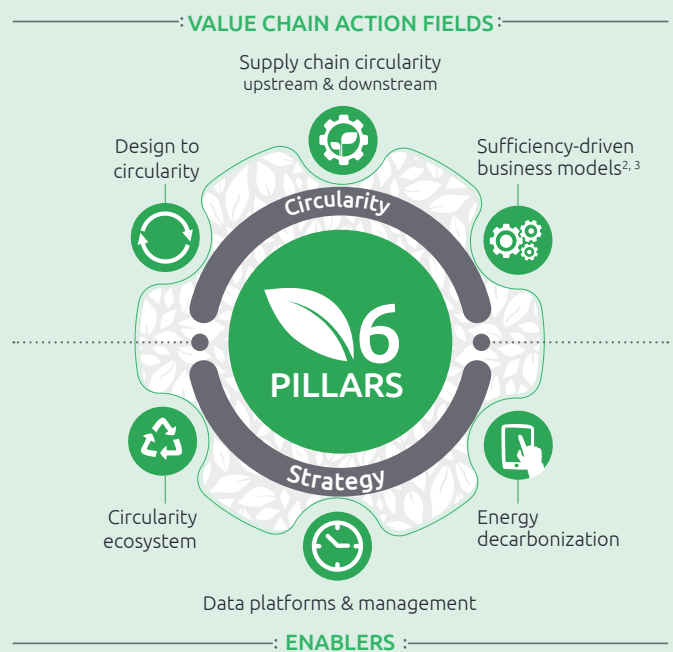 VALUE CHAIN ACTION FIELDS
Supply chain circularity
upstream & downstream
Design to
circularity
Sufficiency-driven
business models2, 3
Circularity
6
PILLARS
Strategy
Circularity
ecosystem
Energy
decarbonization
Data platforms & management
ENABLERS